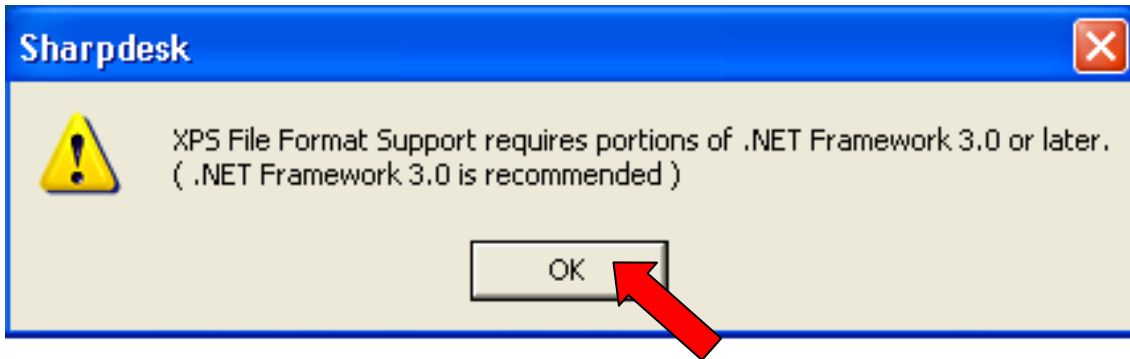 Sharpdesk
XPS File Format Support requires portions of .NET Framework 3.0 or later.
( .NET Framework 3.0 is recommended )
OK